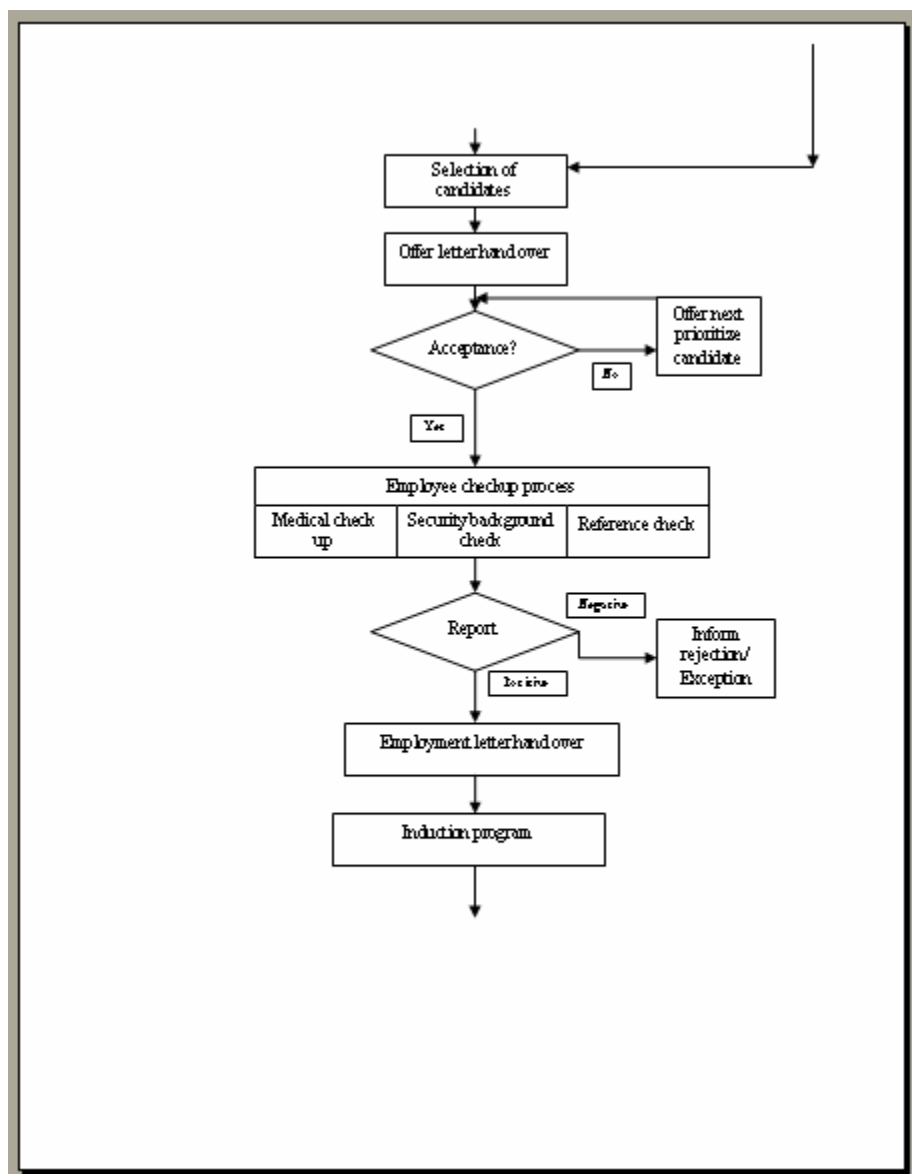 Selection of
candidates
Offer letter hand over
Offer next
prioritize
candidate
Acceptance?
No
Yes
Employee checkup process
Medical check
up
Security background
check
Reference check
Negative
Report
Inform
rejection/
Exception
Positive
Employment letter hand over
Induction program